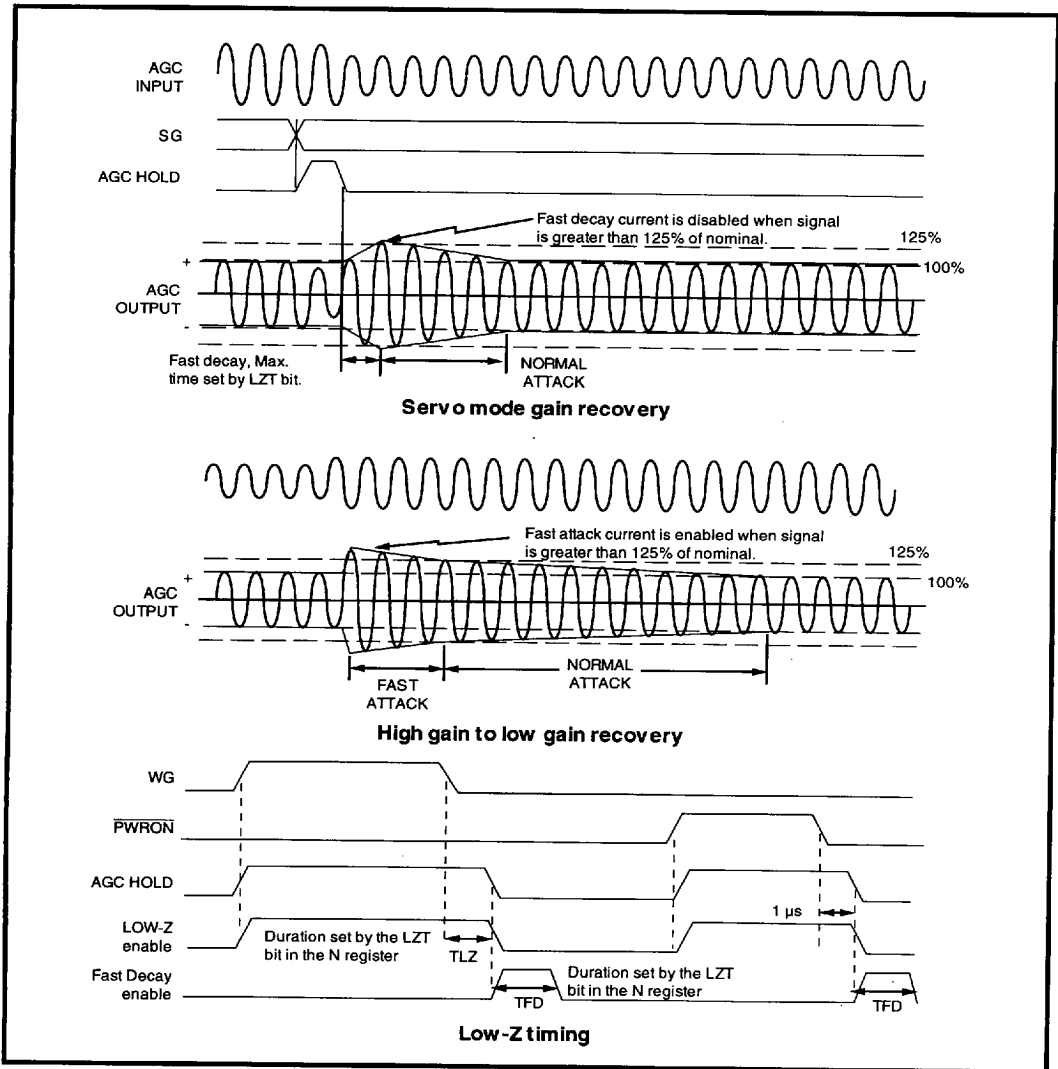 AGC
INPUT
SG
AGC HOLD
Fast decay current is disabled when signal
is greater than 125% of nominal.
125%
+
100%
AGC
OUTPUT
-
Fast decay, Max.
time set by LZT bit.
NORMAL
ATTACK
Servo mode gain recovery
Fast attack current is enabled when signal
is greater than 125% of nominal.
125%
+
100%
AGC
OUTPUT
-
FAST
ATTACK
NORMAL
ATTACK
High gain to low gain recovery
WG
PWRON
AGC HOLD
1 µs
LOW-Z
enable
Duration set by the LZT
bit in the N register
TLZ
Fast Decay
enable
Duration set by the LZT
bit in the N register
TFD
TFD
Low-Z timing